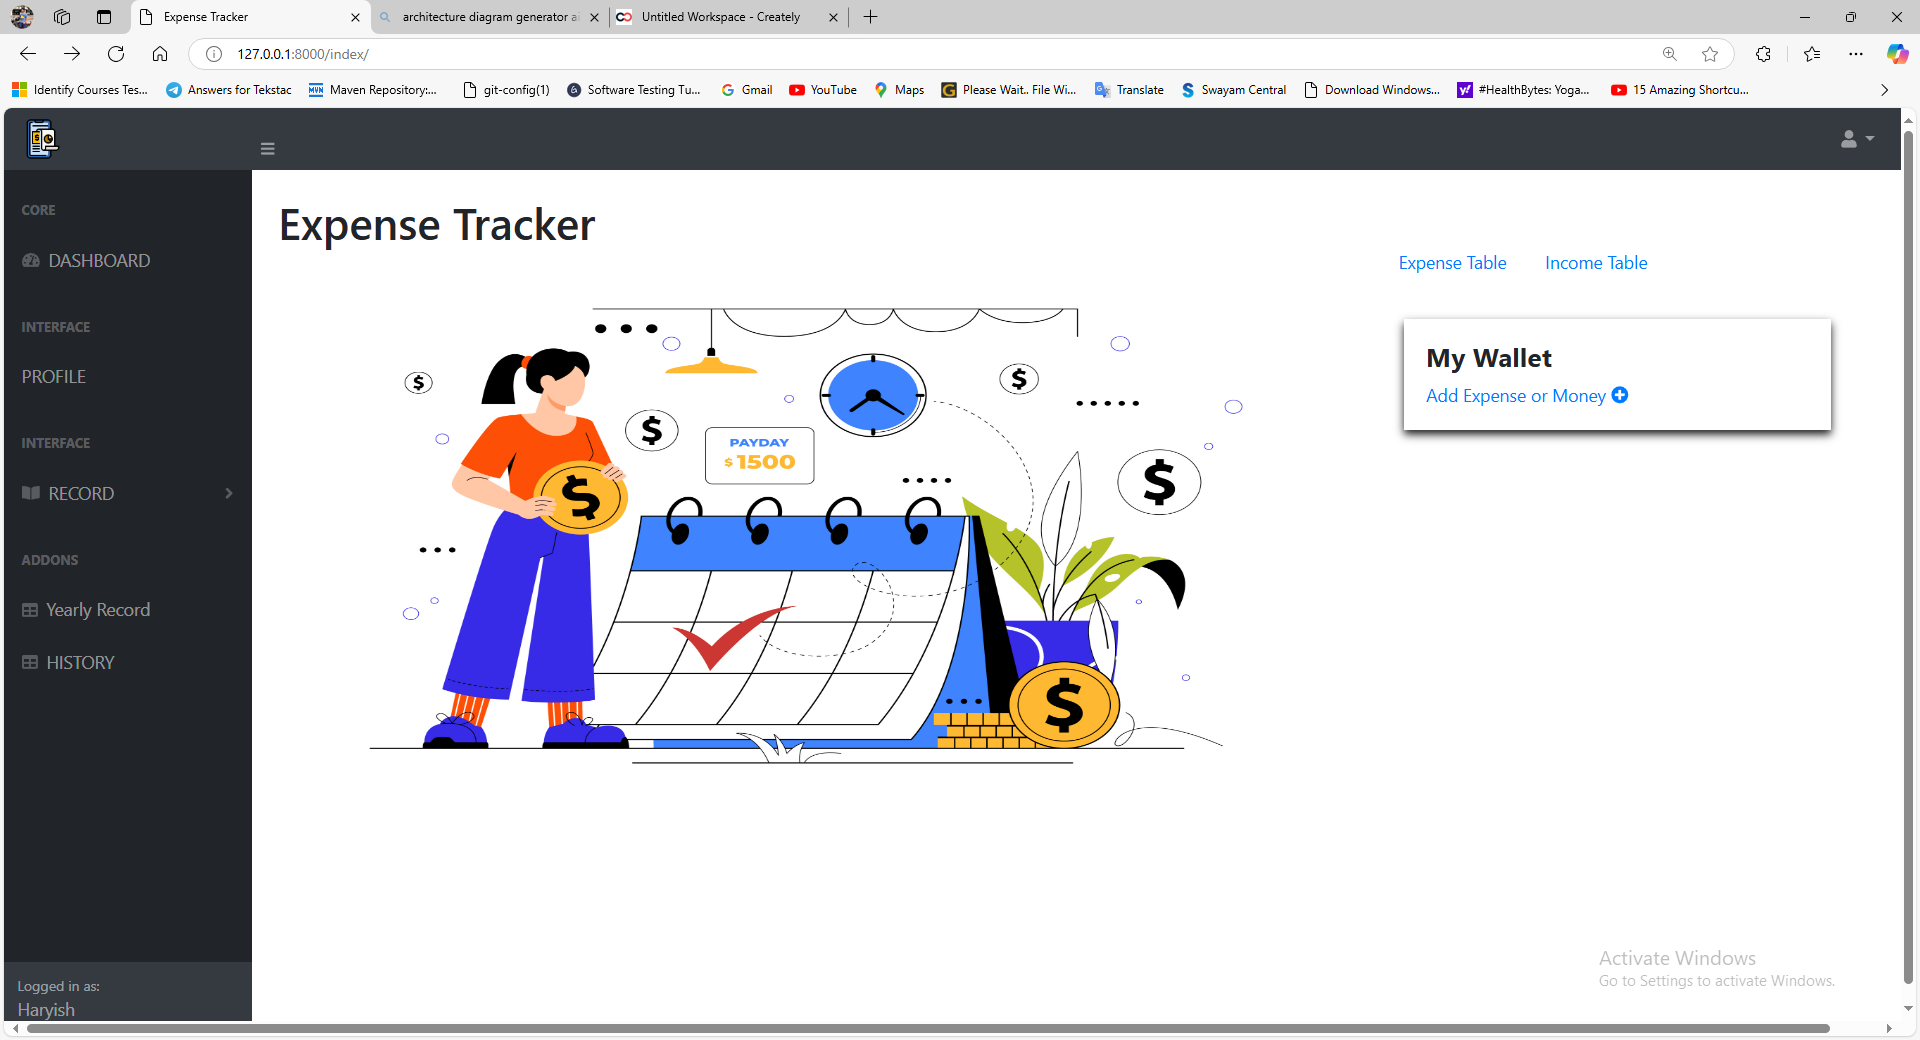 Expense Tracker
architecture diagram generator ai
Untitled Workspace - Creately
127.0.0.1:8000/index/
Identify Courses Tes...
Answers for Tekstac
Maven Repository:...
git-config(1)
Software Testing Tu...
Gmail
YouTube
Maps
Please Wait.. File Wi...
Translate
Swayam Central
Download Windows...
#HealthBytes: Yoga...
15 Amazing Shortcu...
CORE
DASHBOARD
INTERFACE
PROFILE
INTERFACE
RECORD
ADDONS
Yearly Record
HISTORY
Logged in as:
Haryish
Expense Tracker
Expense Table
Income Table
My Wallet
Add Expense or Money
PAYDAY
$ 1500
Activate Windows
Go to Settings to activate Windows.